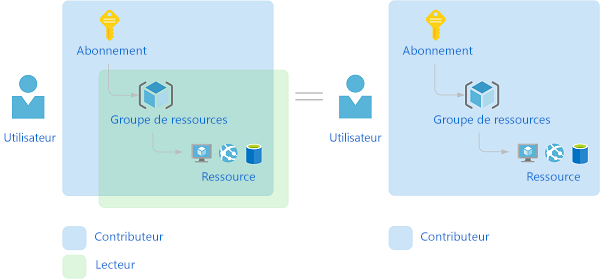 Abonnement
Utilisateur
Groupe de ressources
Ressource
Contributeur
Lecteur
Abonnement
Utilisateur
Groupe de ressources
Ressource
Contributeur